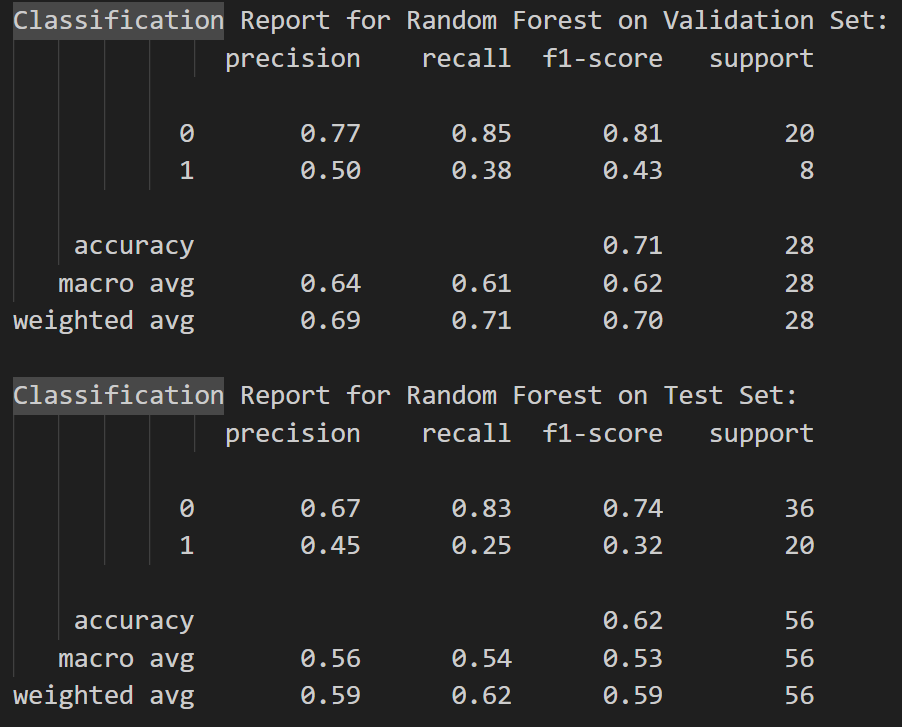 Classification Report for Random Forest on Validation Set:
precision recall f1-score support
0 0.77 0.85 0.81 20
1 0.50 0.38 0.43 8
accuracy 0.71 28
macro avg 0.64 0.61 0.62 28
weighted avg 0.69 0.71 0.70 28
Classification Report for Random Forest on Test Set:
precision recall f1-score support
0 0.67 0.83 0.74 36
1 0.45 0.25 0.32 20
accuracy 0.62 56
macro avg 0.56 0.54 0.53 56
weighted avg 0.59 0.62 0.59 56